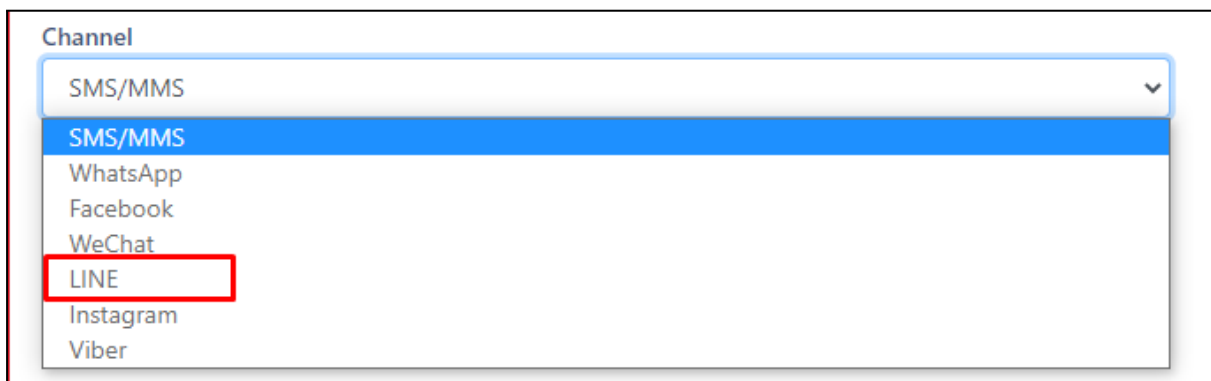 Channel
SMS/MMS
SMS/MMS
WhatsApp
Facebook
WeChat
LINE
Instagram
Viber